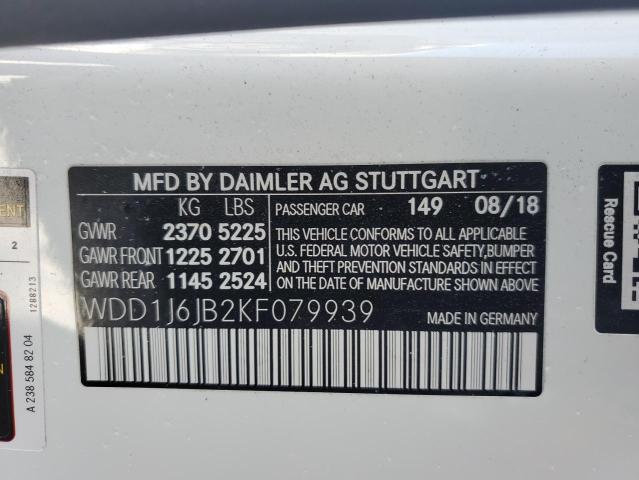 MFD BY DAIMLER AG STUTTGART
KG LBS PASSENGER CAR 149 08/18
GVWR 2370 5225
GAWR FRONT 1225 2701
GAWR REAR 1145 2524
THIS VEHICLE CONFORMS TO ALL APPLICABLE
U.S. FEDERAL MOTOR VEHICLE SAFETY,BUMPER
AND THEFT PREVENTION STANDARDS IN EFFECT
ON THE DATE OF MANUFACTURE SHOWN ABOVE.
WDD1J6JB2KF079939 MADE IN GERMANY
2
1288213
A 238 584 82 04
Rescue Card